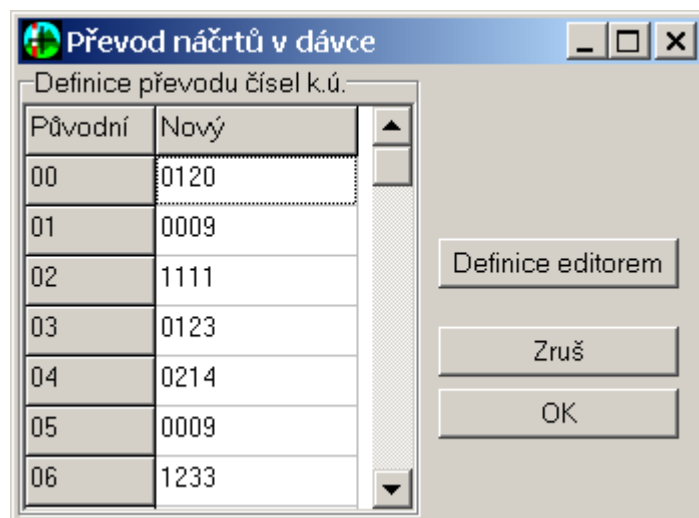 Převod náčrtů v dávce
Definice převodu čísel k.ú.
Původní Nový
00 0120
01 0009
02 1111
03 0123
04 0214
05 0009
06 1233
Definice editorem
Zruš
OK